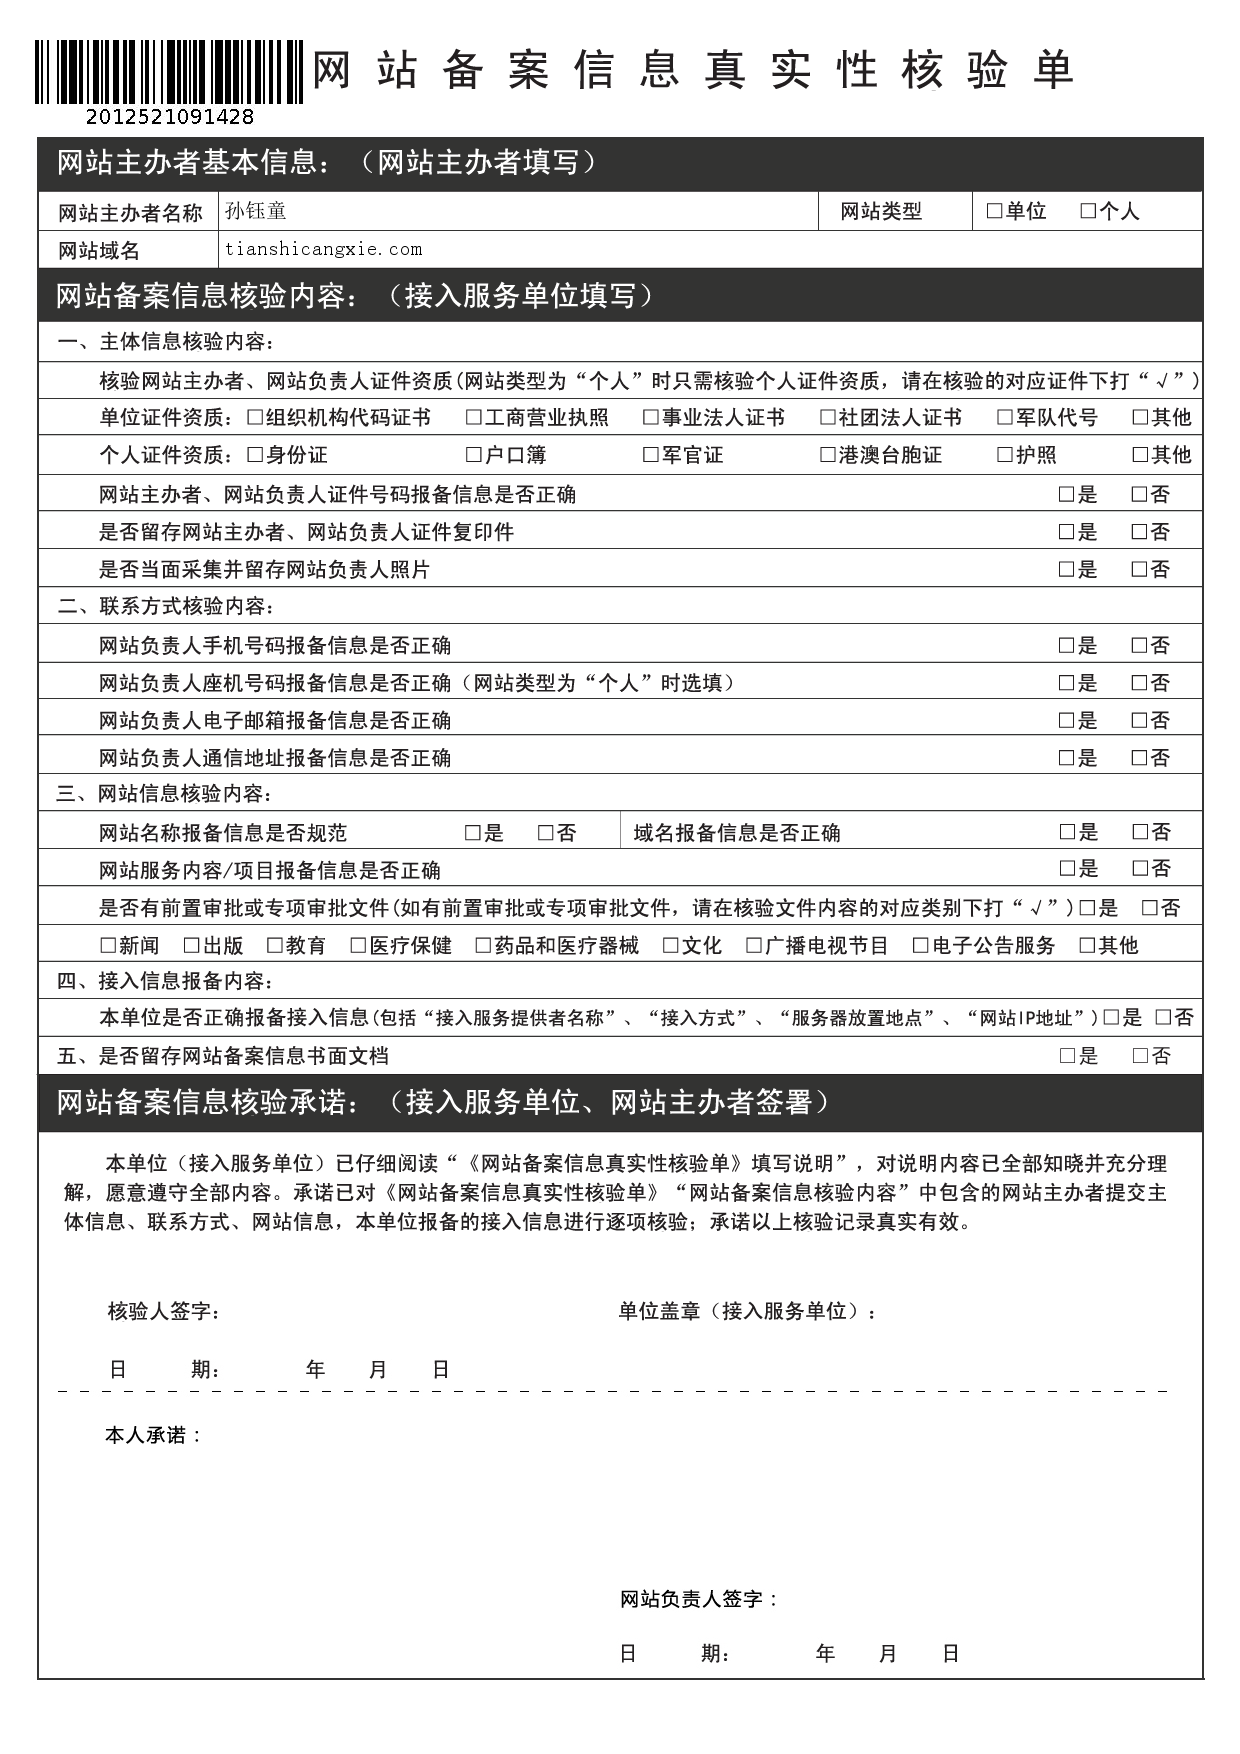 网站备案信息真实性核验单
2012521091428
网站主办者基本信息：（网站主办者填写）
网站主办者名称 孙钰童 网站类型 □单位 □个人
网站域名 tianshicangxie.com
网站备案信息核验内容：（接入服务单位填写）
一、主体信息核验内容：
核验网站主办者、网站负责人证件资质(网站类型为“个人”时只需核验个人证件资质，请在核验的对应证件下打“√”)
单位证件资质：□组织机构代码证书 □工商营业执照 □事业法人证书 □社团法人证书 □军队代号 □其他
个人证件资质：□身份证 □户口簿 □军官证 □港澳台胞证 □护照 □其他
网站主办者、网站负责人证件号码报备信息是否正确 □是 □否
是否留存网站主办者、网站负责人证件复印件 □是 □否
是否当面采集并留存网站负责人照片 □是 □否
二、联系方式核验内容：
网站负责人手机号码报备信息是否正确 □是 □否
网站负责人座机号码报备信息是否正确（网站类型为“个人”时选填） □是 □否
网站负责人电子邮箱报备信息是否正确 □是 □否
网站负责人通信地址报备信息是否正确 □是 □否
三、网站信息核验内容：
网站名称报备信息是否规范 □是 □否 域名报备信息是否正确 □是 □否
网站服务内容/项目报备信息是否正确 □是 □否
是否有前置审批或专项审批文件(如有前置审批或专项审批文件，请在核验文件内容的对应类别下打“√”)□是 □否
□新闻 □出版 □教育 □医疗保健 □药品和医疗器械 □文化 □广播电视节目 □电子公告服务 □其他
四、接入信息报备内容：
本单位是否正确报备接入信息(包括“接入服务提供者名称”、“接入方式”、“服务器放置地点”、“网站IP地址”)□是 □否
五、是否留存网站备案信息书面文档 □是 □否
网站备案信息核验承诺：（接入服务单位、网站主办者签署）
本单位（接入服务单位）已仔细阅读“《网站备案信息真实性核验单》填写说明”，对说明内容已全部知晓并充分理
解，愿意遵守全部内容。承诺已对《网站备案信息真实性核验单》“网站备案信息核验内容”中包含的网站主办者提交主
体信息、联系方式、网站信息，本单位报备的接入信息进行逐项核验；承诺以上核验记录真实有效。
核验人签字： 单位盖章（接入服务单位）：
日 期： 年 月 日
本人承诺：
网站负责人签字：
日 期： 年 月 日